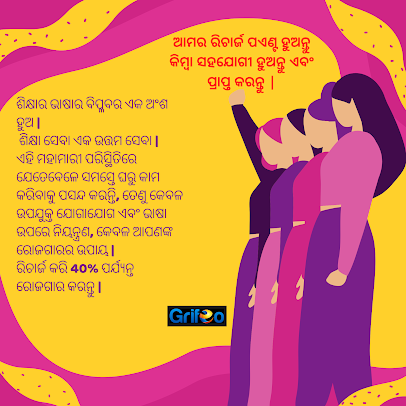 ଆମର ରିଚାର୍ଜ ପଏଣ୍ଟ ହୁଅନ୍ତୁ
କିମ୍ବା ସହଯୋଗୀ ହୁଅନ୍ତୁ ଏବଂ
ପ୍ରାପ୍ତ କରନ୍ତୁ |
ଶିକ୍ଷାର ଭାଷାର ବିପ୍ଳବର ଏକ ଅଂଶ
ହୁଅ |
ଶିକ୍ଷା ସେବା ଏକ ଉତ୍ତମ ସେବା |
ଏହି ମହାମାରୀ ପରିସ୍ଥିତିରେ
ଯେତେବେଳେ ସମସ୍ତେ ଘରୁ କାମ
କରିବାକୁ ପସନ୍ଦ କରନ୍ତି, ତେଣୁ କେବଳ
ଉପଯୁକ୍ତ ଯୋଗାଯୋଗ ଏବଂ ଭାଷା
ଉପରେ ନିୟନ୍ତ୍ରଣ, କେବଳ ଆପଣଙ୍କ
ରୋଜଗାରର ଉପାୟ |
ରିଚାର୍ଜ କରି 40% ପର୍ଯ୍ୟନ୍ତ
ରୋଜଗାର କରନ୍ତୁ |
Grifoo